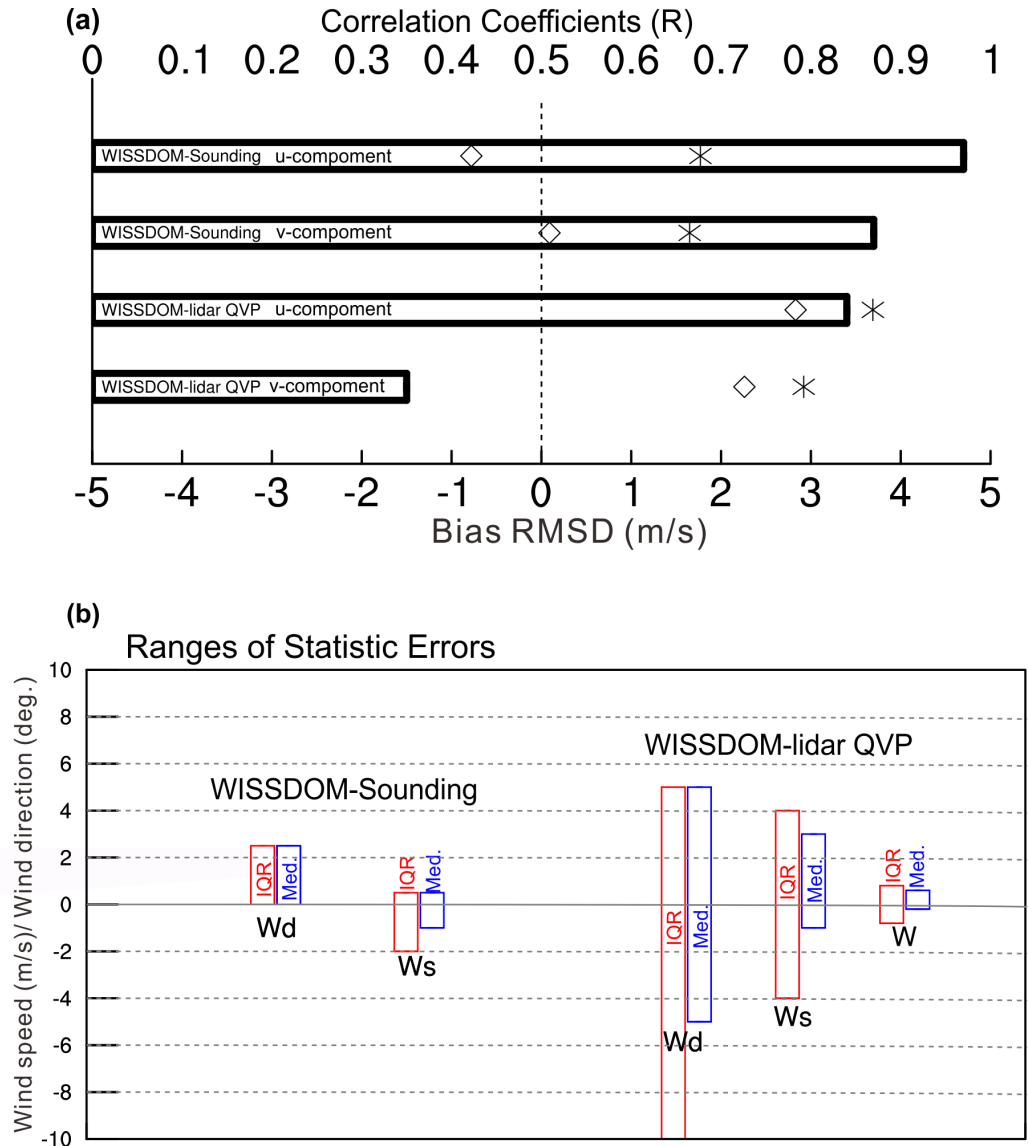 (a)
Correlation Coefficients (R)
0 0.1 0.2 0.3 0.4 0.5 0.6 0.7 0.8 0.9 1
WISSDOM-Sounding u-compoment
WISSDOM-Sounding v-compoment
WISSDOM-lidar QVP u-compoment
WISSDOM-lidar QVP v-compoment
-5 -4 -3 -2 -1 0 1 2 3 4 5
Bias RMSD (m/s)
(b)
Ranges of Statistic Errors
Wind speed (m/s)/ Wind direction (deg.)
10
8
6
4
2
0
-2
-4
-6
-8
-10
WISSDOM-Sounding
IQR
Med.
Wd
IQR
Med.
Ws
WISSDOM-lidar QVP
IQR
Med.
Wd
IQR
Med.
Ws
IQR
Med.
W